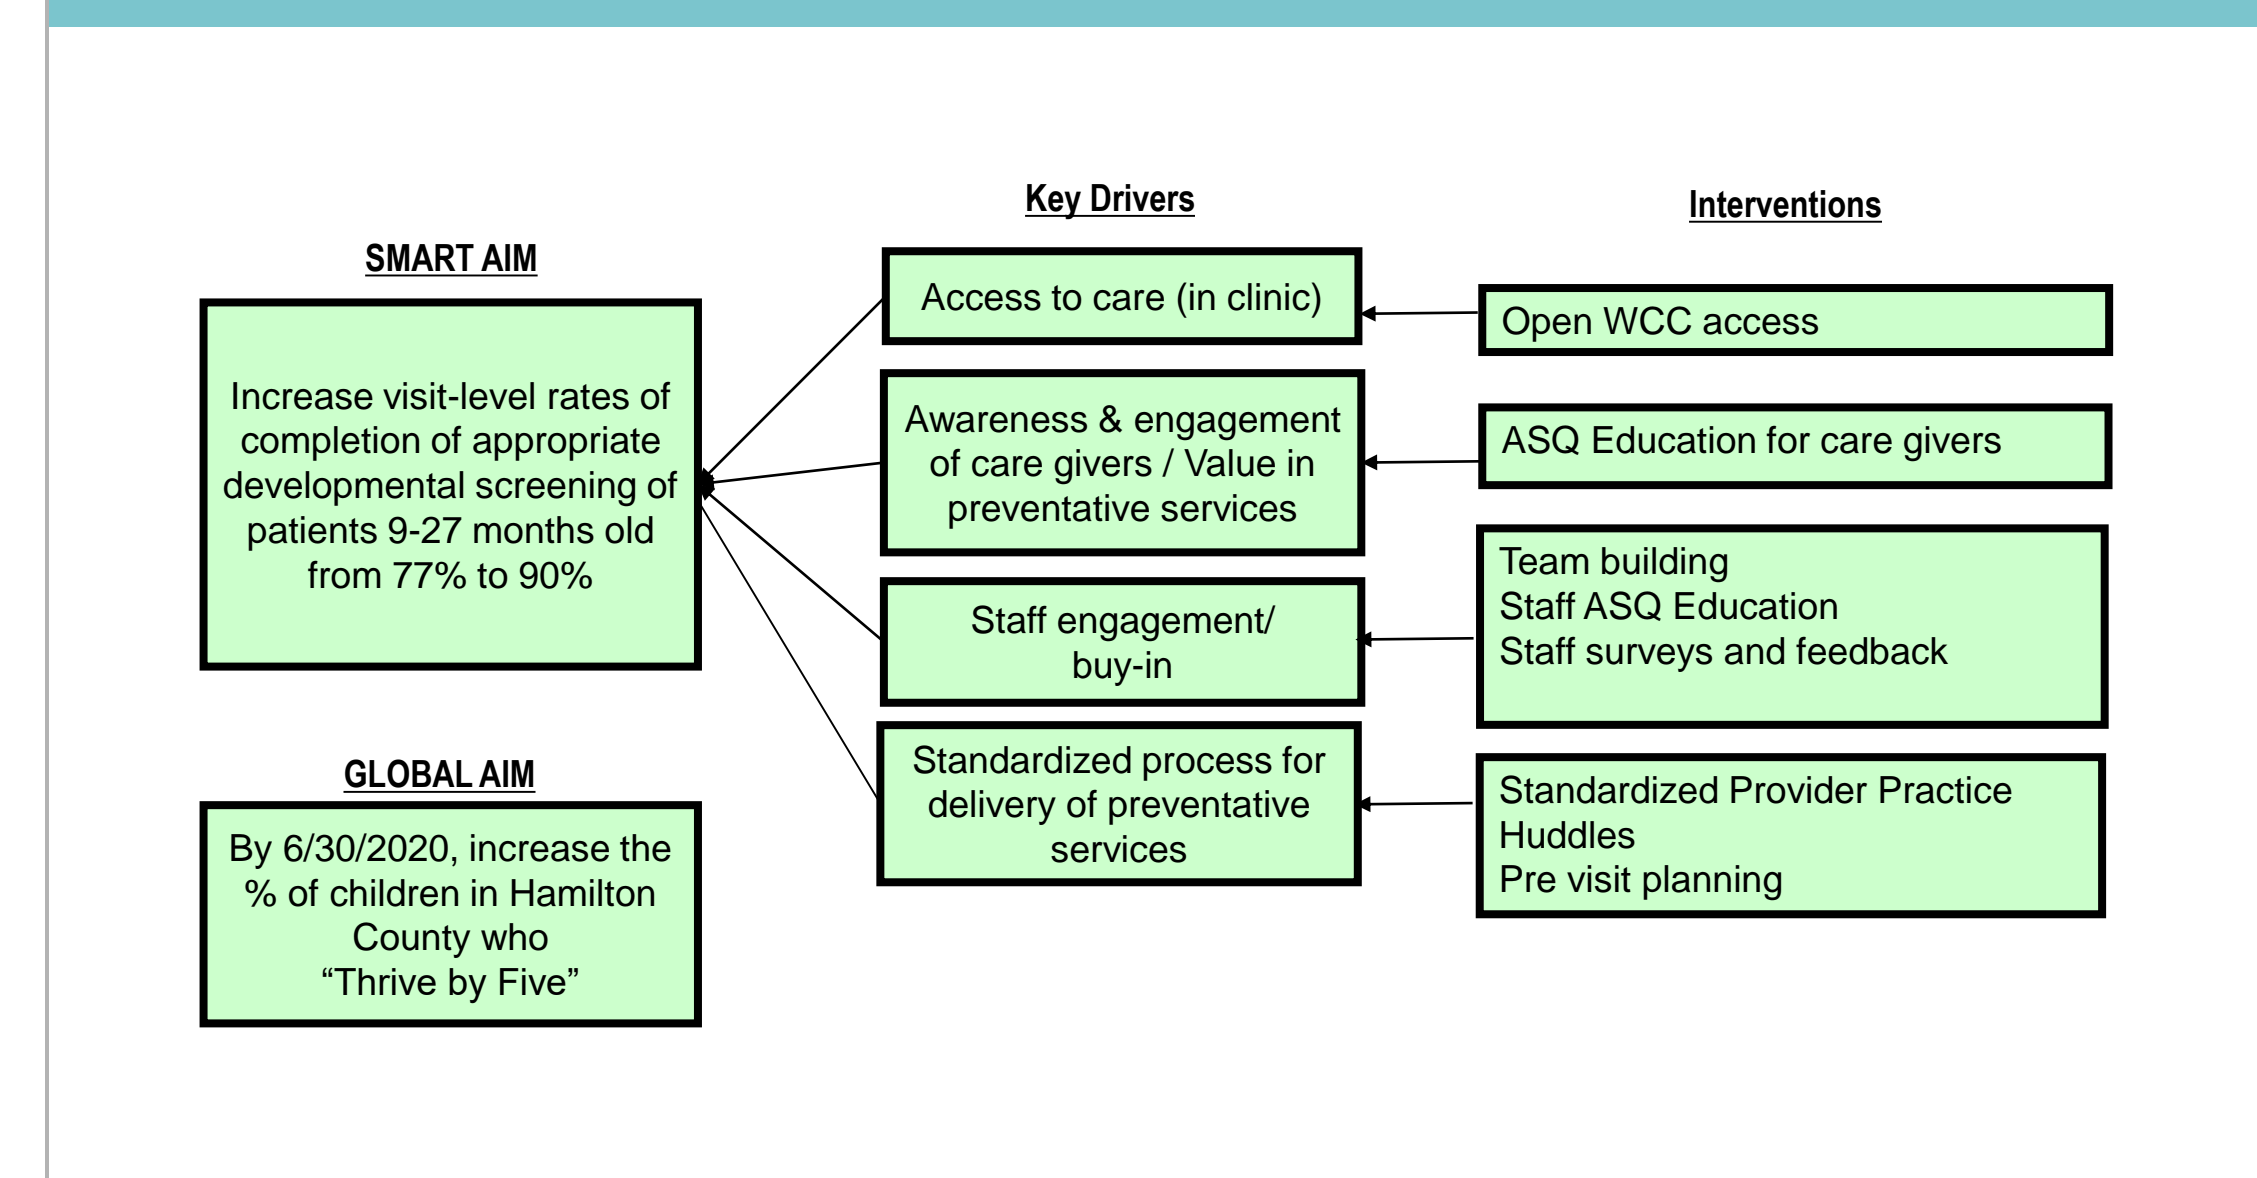 SMART AIM
Increase visit-level rates of
completion of appropriate
developmental screening of
patients 9-27 months old
from 77% to 90%
GLOBAL AIM
By 6/30/2020, increase the
% of children in Hamilton
County who
“Thrive by Five”
Key Drivers
Access to care (in clinic)
Awareness & engagement
of care givers / Value in
preventative services
Staff engagement/
buy-in
Standardized process for
delivery of preventative
services
Interventions
Open WCC access
ASQ Education for care givers
Team building
Staff ASQ Education
Staff surveys and feedback
Standardized Provider Practice
Huddles
Pre visit planning